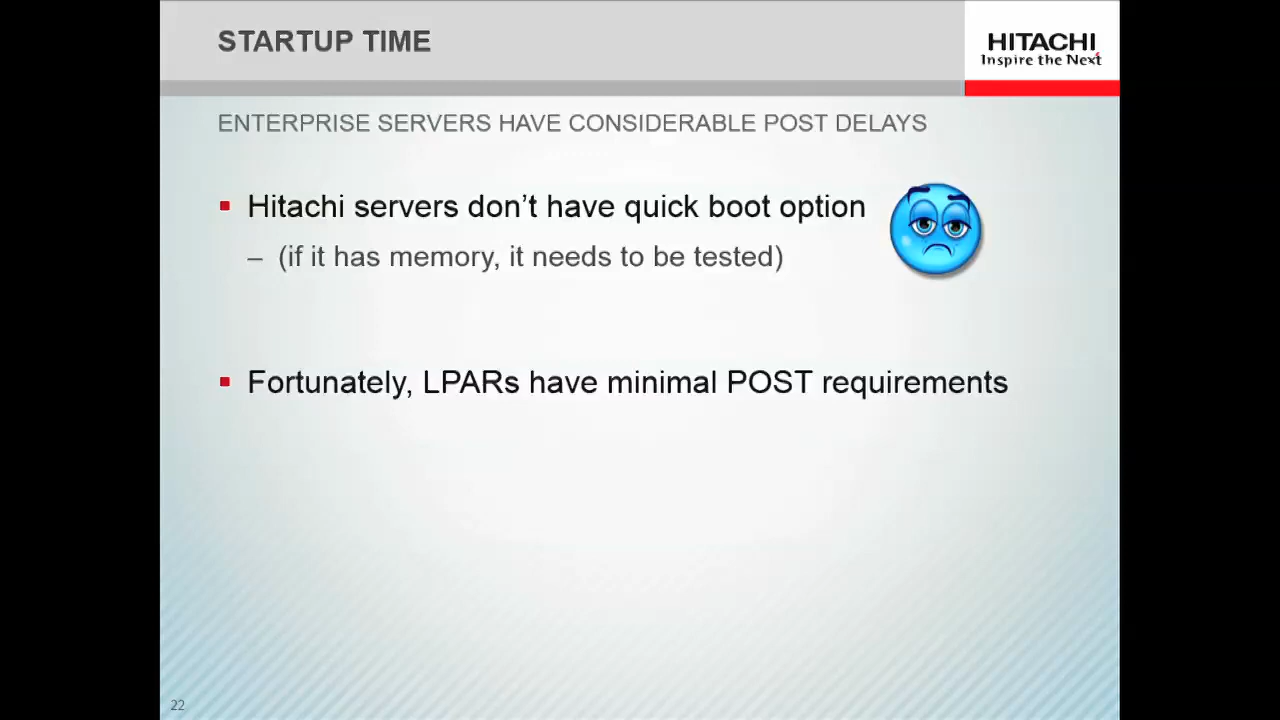 STARTUP TIME
HITACHI
Inspire the Next
ENTERPRISE SERVERS HAVE CONSIDERABLE POST DELAYS
▪ Hitachi servers don’t have quick boot option
– (if it has memory, it needs to be tested)
▪ Fortunately, LPARs have minimal POST requirements
22